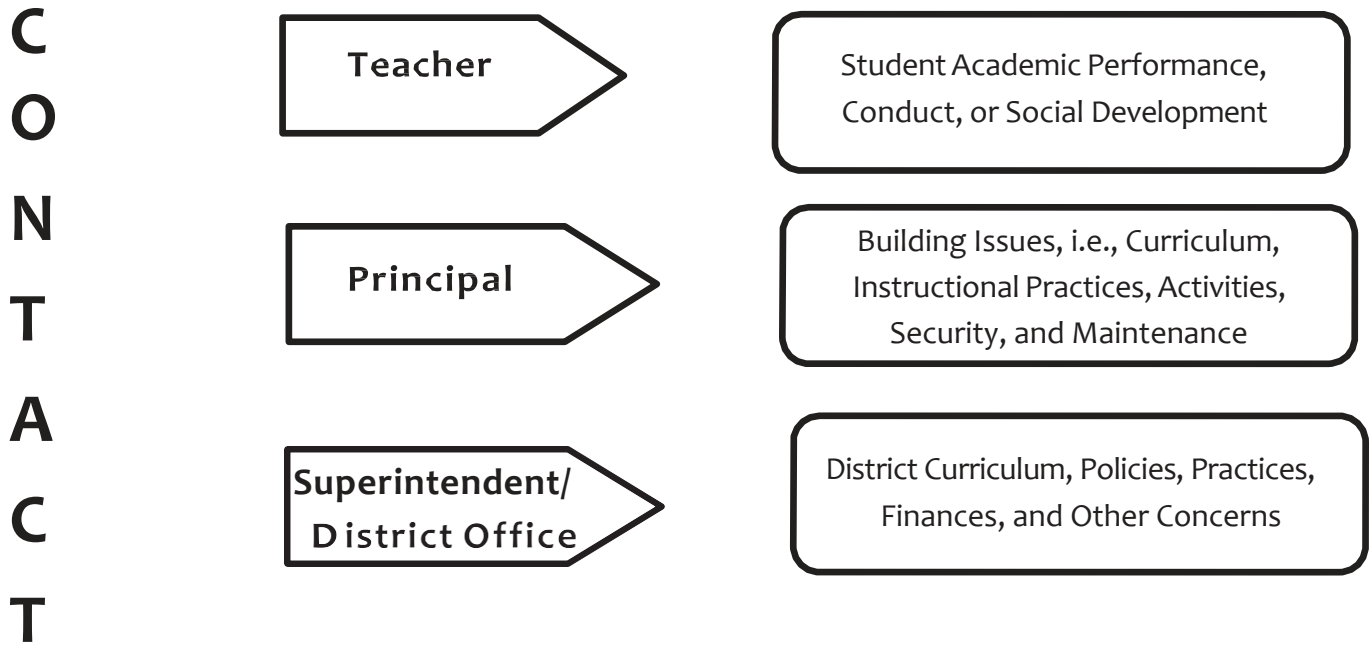 CONTACT
Teacher
Student Academic Performance,
Conduct, or Social Development
Principal
Building Issues, i.e., Curriculum,
Instructional Practices, Activities,
Security, and Maintenance
Superintendent/
District Office
District Curriculum, Policies, Practices,
Finances, and Other Concerns